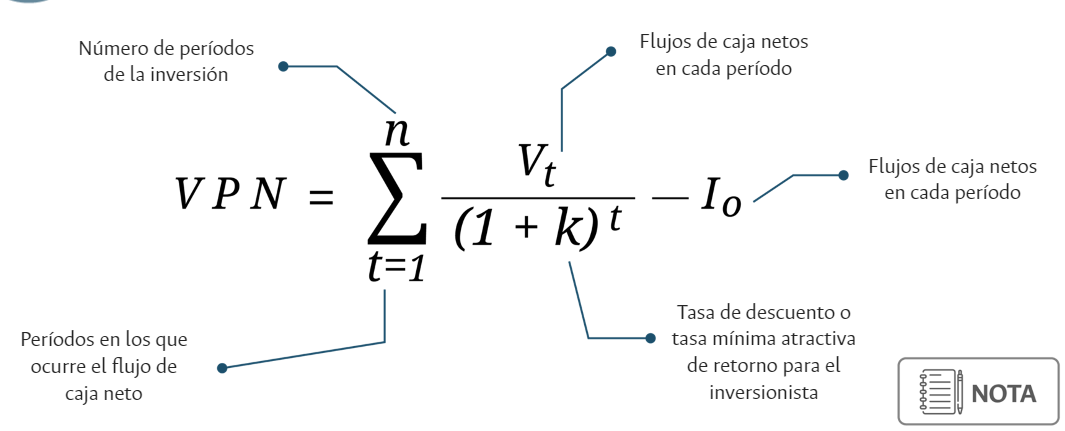 Número de períodos
de la inversión
Flujos de caja netos
en cada período
n
VPN = ∑ V_t / (1 + k)^t — I_o
t=1
Flujos de caja netos
en cada período
Períodos en los que
ocurre el flujo de
caja neto
Tasa de descuento o
tasa mínima atractiva
de retorno para el
inversionista
NOTA